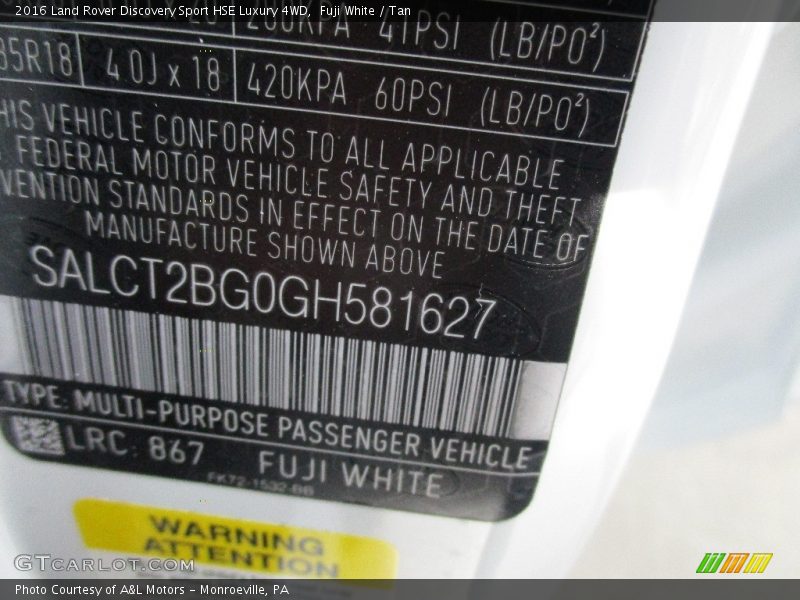 2016 Land Rover Discovery Sport HSE Luxury 4WD,  Fuji White / Tan
41PSI (LB/PO²)
4.0J x 18 420KPA 60PSI (LB/PO²)
VEHICLE CONFORMS TO ALL APPLICABLE
FEDERAL MOTOR VEHICLE SAFETY AND THEFT
STANDARDS IN EFFECT ON THE DATE OF
MANUFACTURE SHOWN ABOVE
SALCT2BG0GH581627
TYPE: MULTI-PURPOSE PASSENGER VEHICLE
LRC: 867 FUJI WHITE
WARNING
ATTENTION
GTCARLOT.COM
Photo Courtesy of A&L Motors – Monroeville, PA